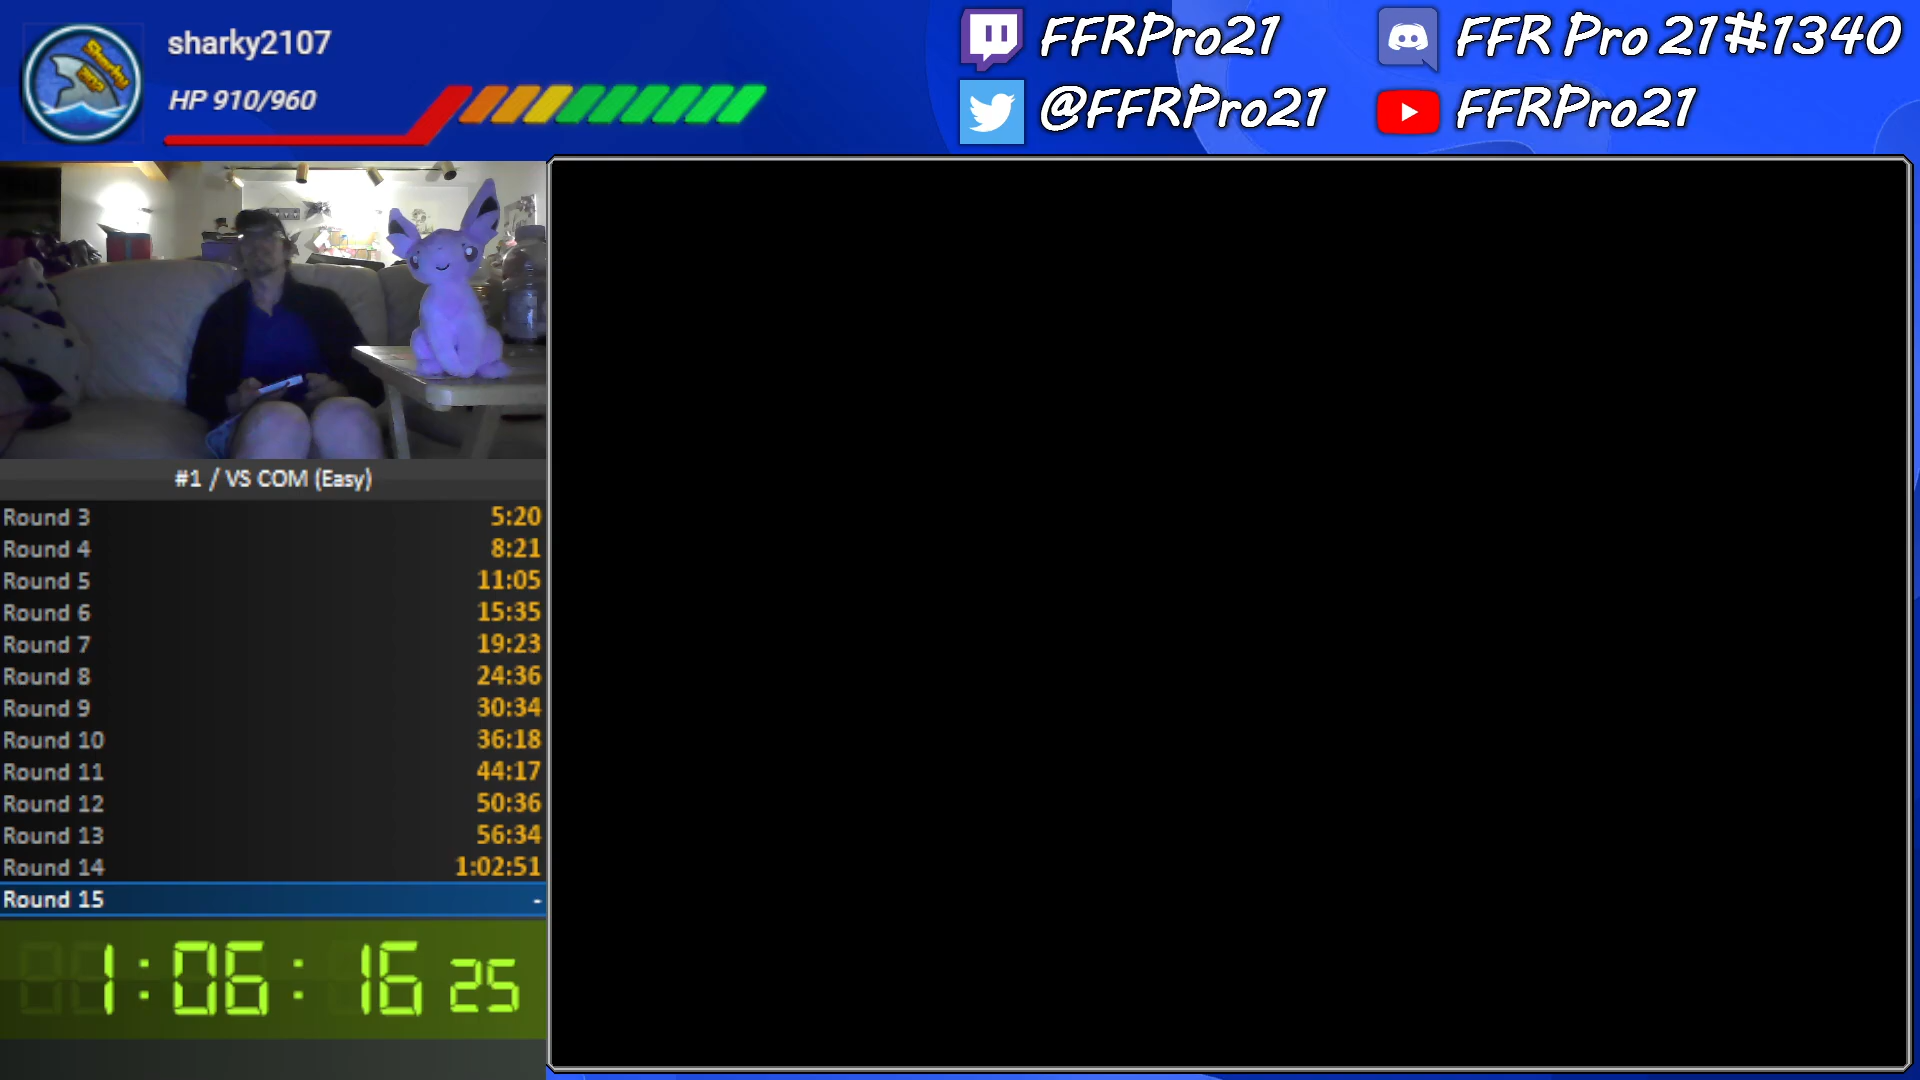 sharky2107
HP 910/960
FFRPro21
FFR Pro 21#1340
@FFRPro21
FFRPro21
#1 / VS COM (Easy)
Round 3 5:20
Round 4 8:21
Round 5 11:05
Round 6 15:35
Round 7 19:23
Round 8 24:36
Round 9 30:34
Round 10 36:18
Round 11 44:17
Round 12 50:36
Round 13 56:34
Round 14 1:02:51
Round 15 -
1:06:16 25